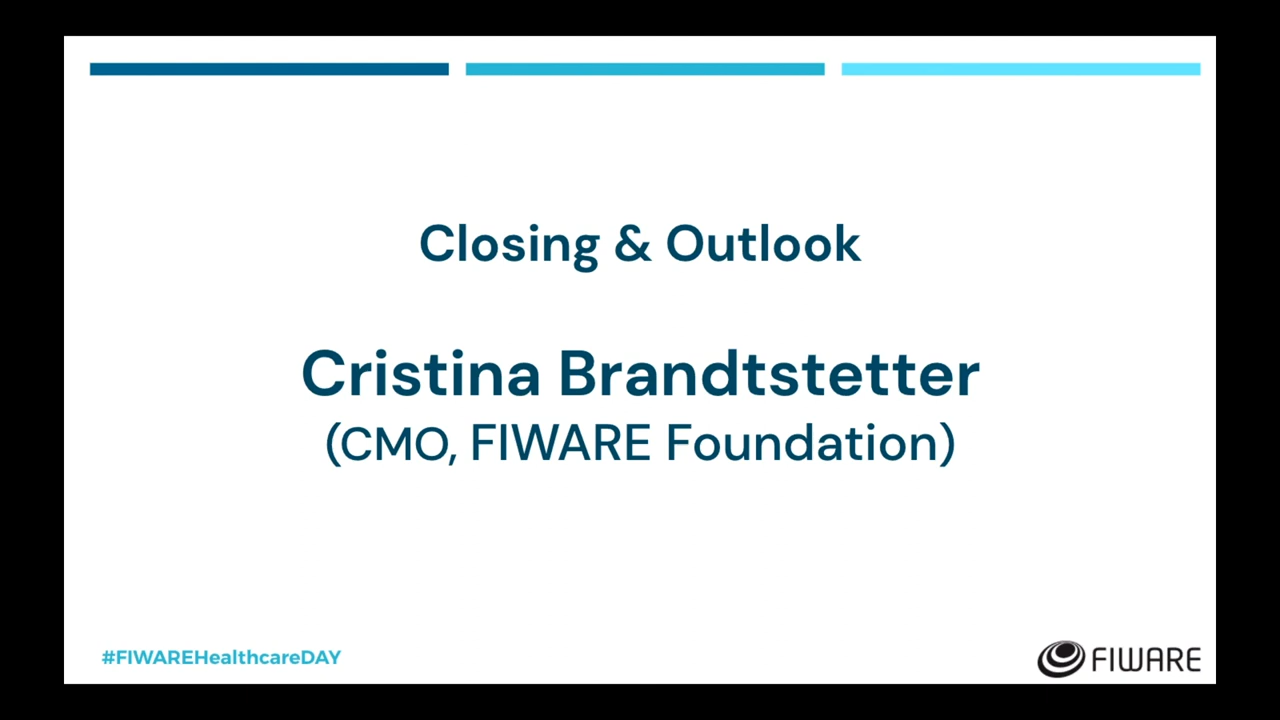 Closing & Outlook
Cristina Brandtstetter
(CMO, FIWARE Foundation)
#FIWAREHealthcareDAY
FIWARE